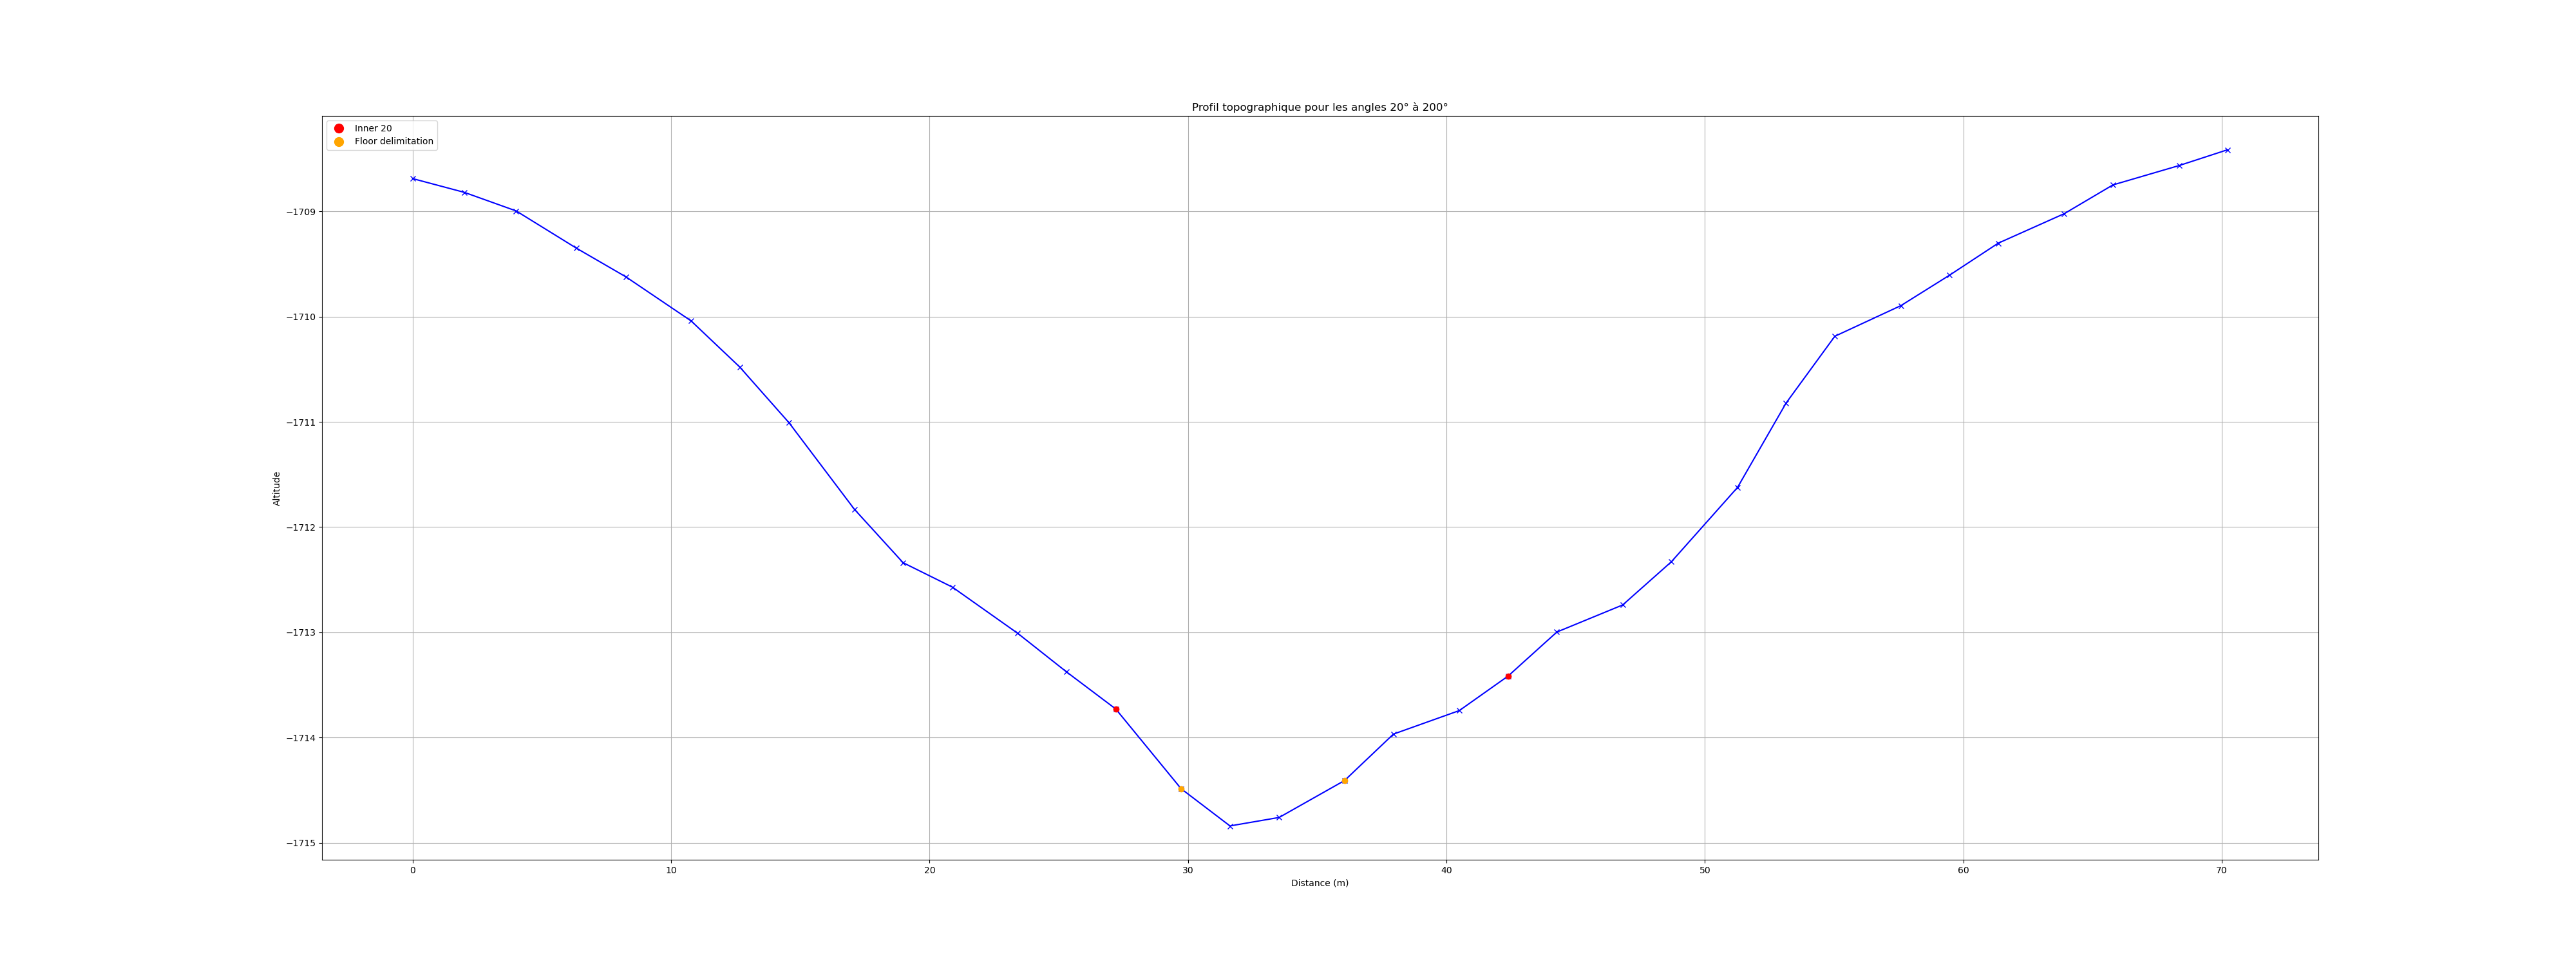 Profil topographique pour les angles 20° à 200°
Inner 20
Floor delimitation
−1709
−1710
−1711
−1712
−1713
−1714
−1715
Altitude
0 10 20 30 40 50 60 70
Distance (m)